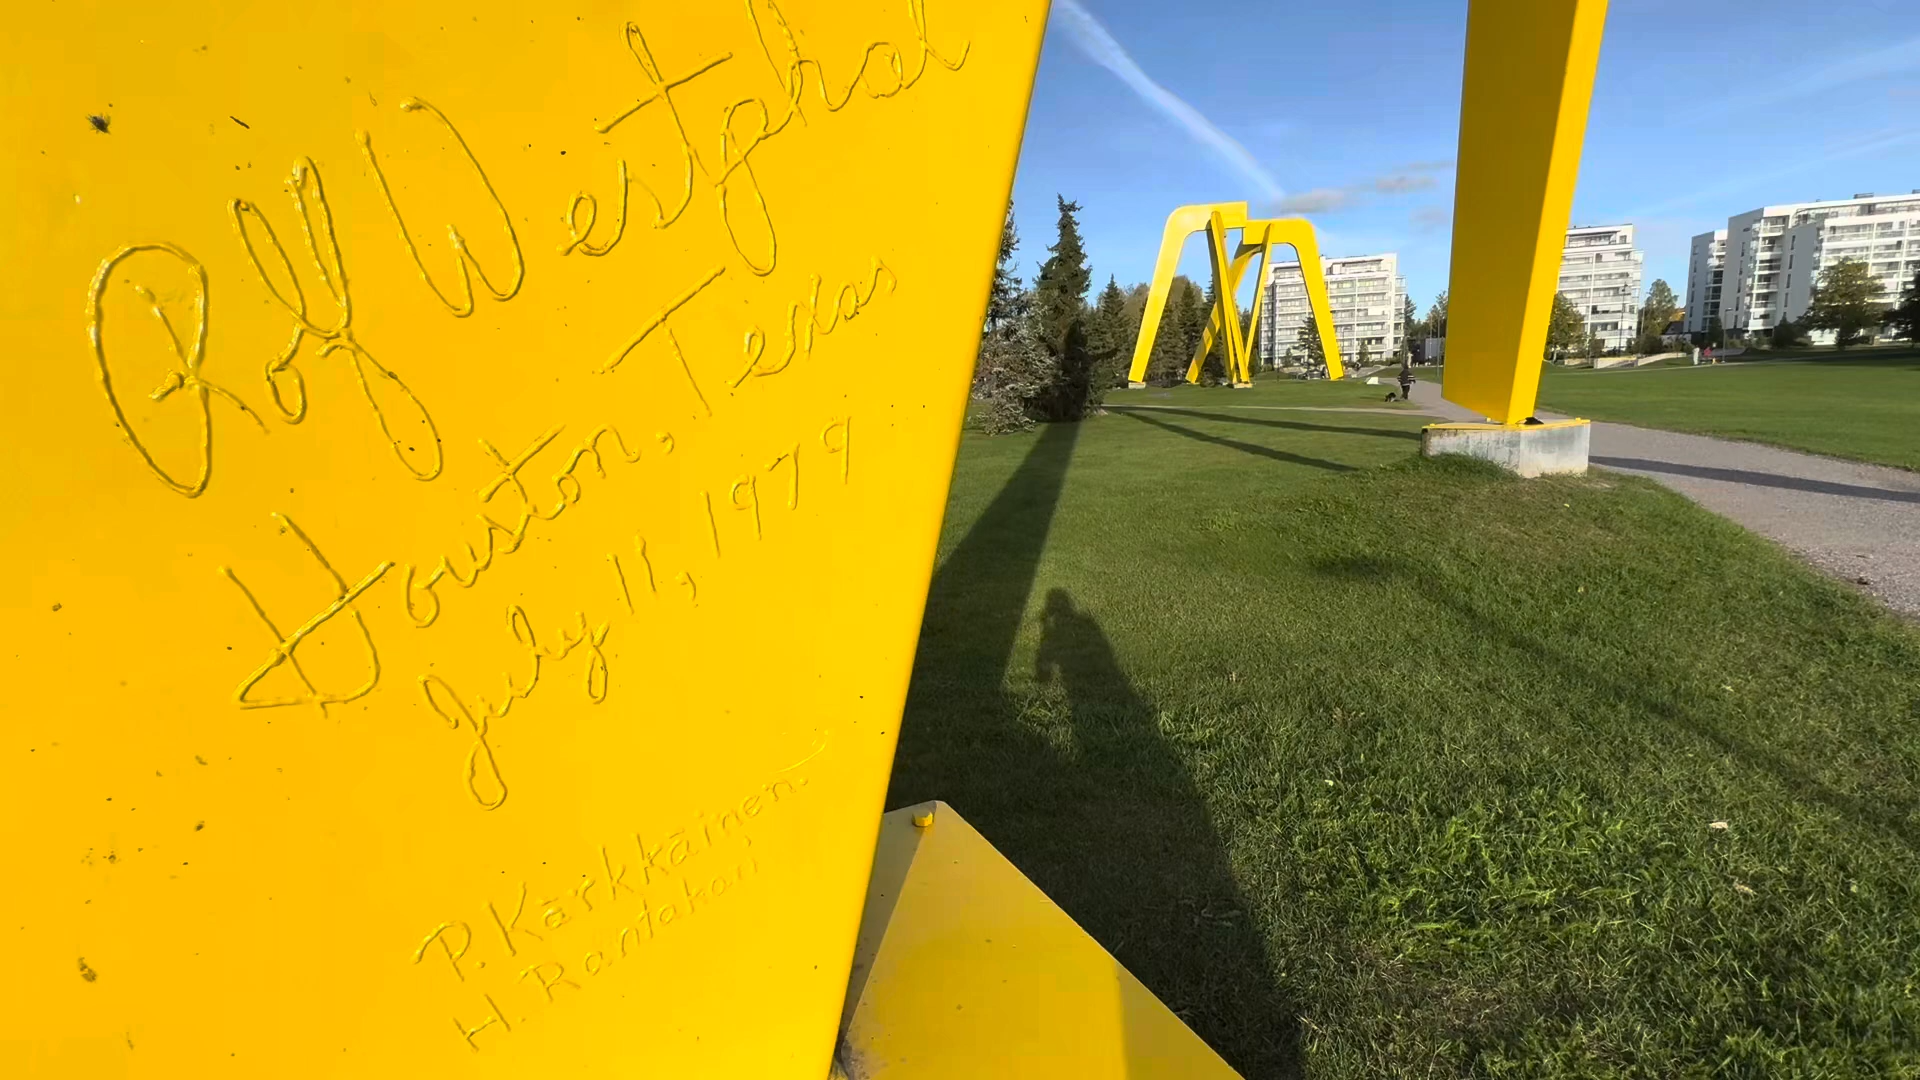 Rolf Westphal
Houston, Texas
July 11, 1979
P. Kärkkäinen.
H. Rantakari